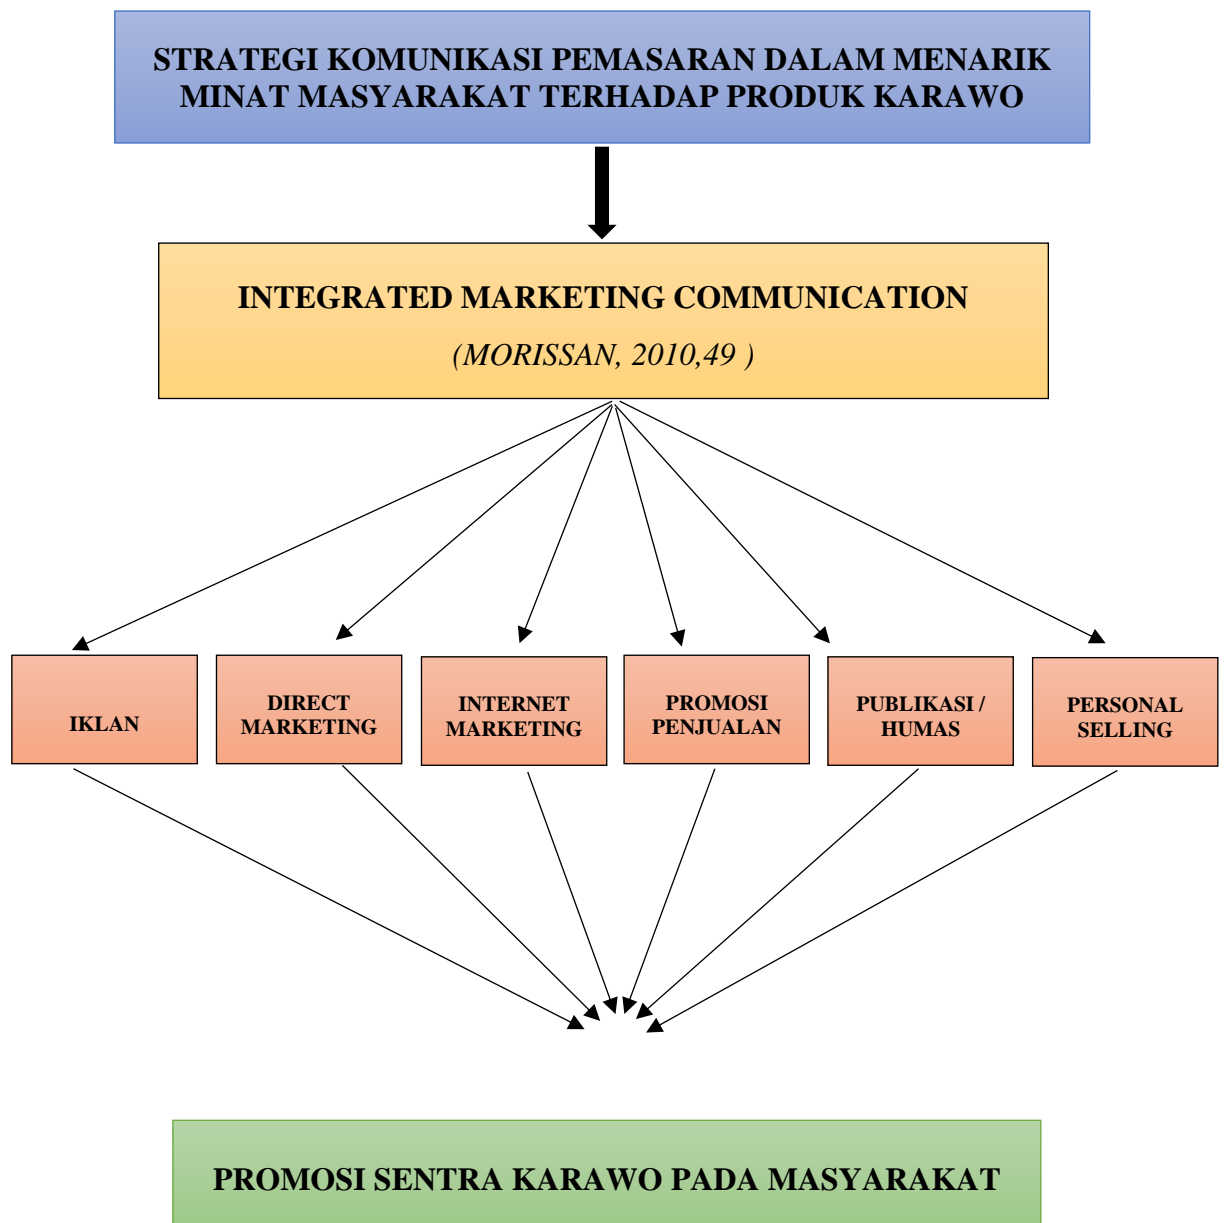 STRATEGI KOMUNIKASI PEMASARAN DALAM MENARIK
MINAT MASYARAKAT TERHADAP PRODUK KARAWO
INTEGRATED MARKETING COMMUNICATION
(MORISSAN, 2010,49 )
IKLAN
DIRECT
MARKETING
INTERNET
MARKETING
PROMOSI
PENJUALAN
PUBLIKASI /
HUMAS
PERSONAL
SELLING
PROMOSI SENTRA KARAWO PADA MASYARAKAT